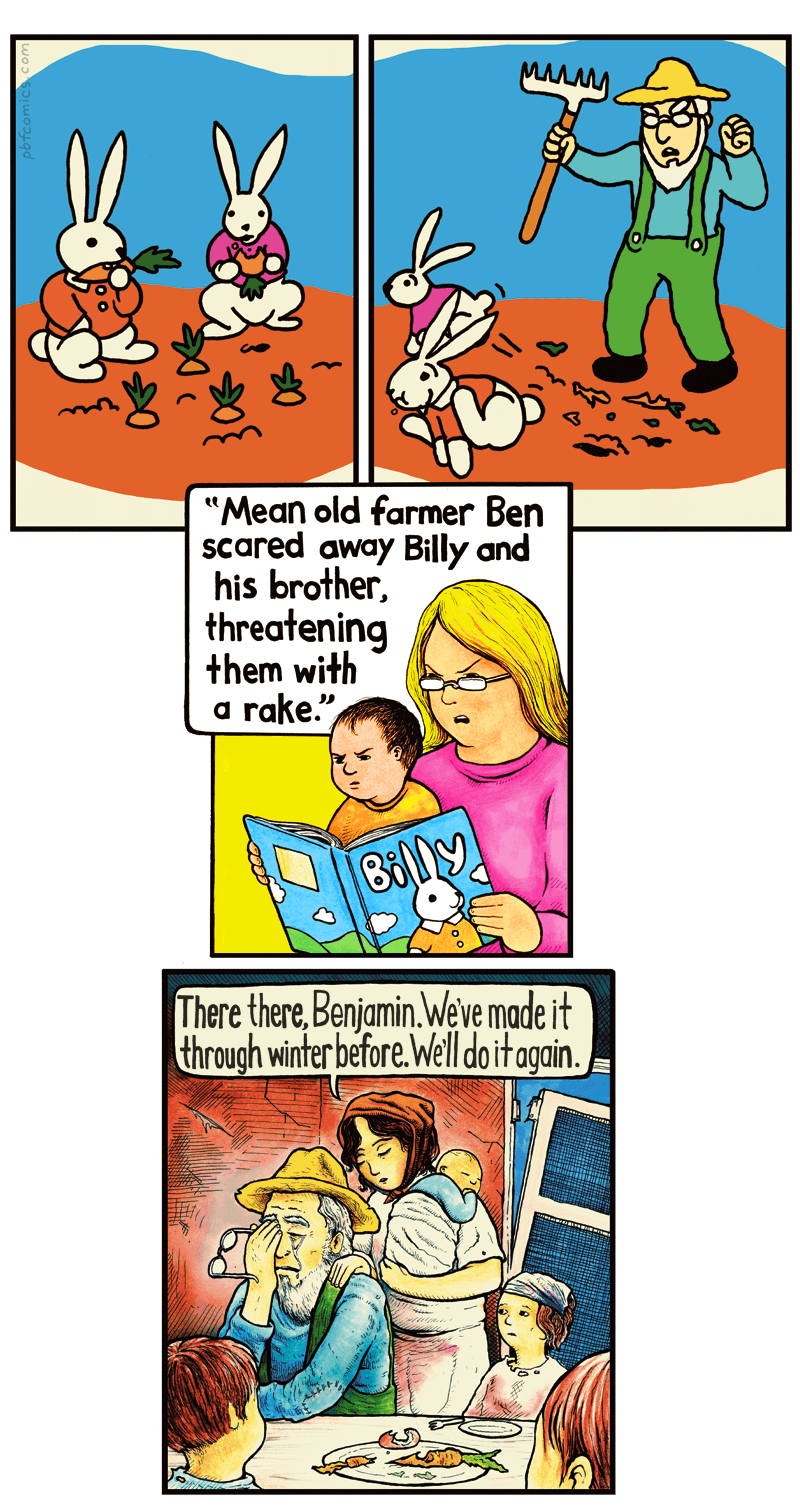 pbfcomics.com
"Mean old farmer Ben
scared away Billy and
his brother,
threatening
them with
a rake."
Billy
There there, Benjamin. We've made it
through winter before. We'll do it again.